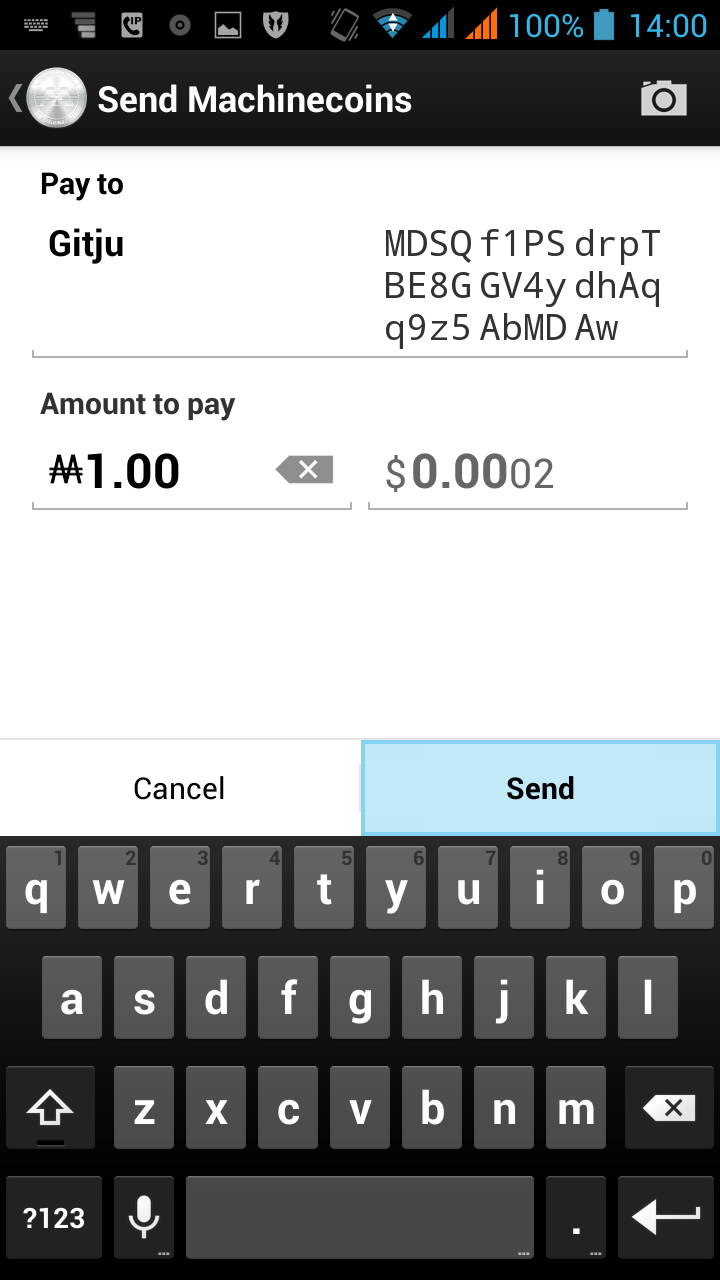 100% 14:00
Send Machinecoins
Pay to
Gitju
MDSQ f1PS drpT
BE8G GV4y dhAq
q9z5 AbMD Aw
Amount to pay
₳1.00 $0.0002
Cancel Send
1 2 3 4 5 6 7 8 9 0
q w e r t y u i o p
a s d f g h j k l
z x c v b n m
?123 .